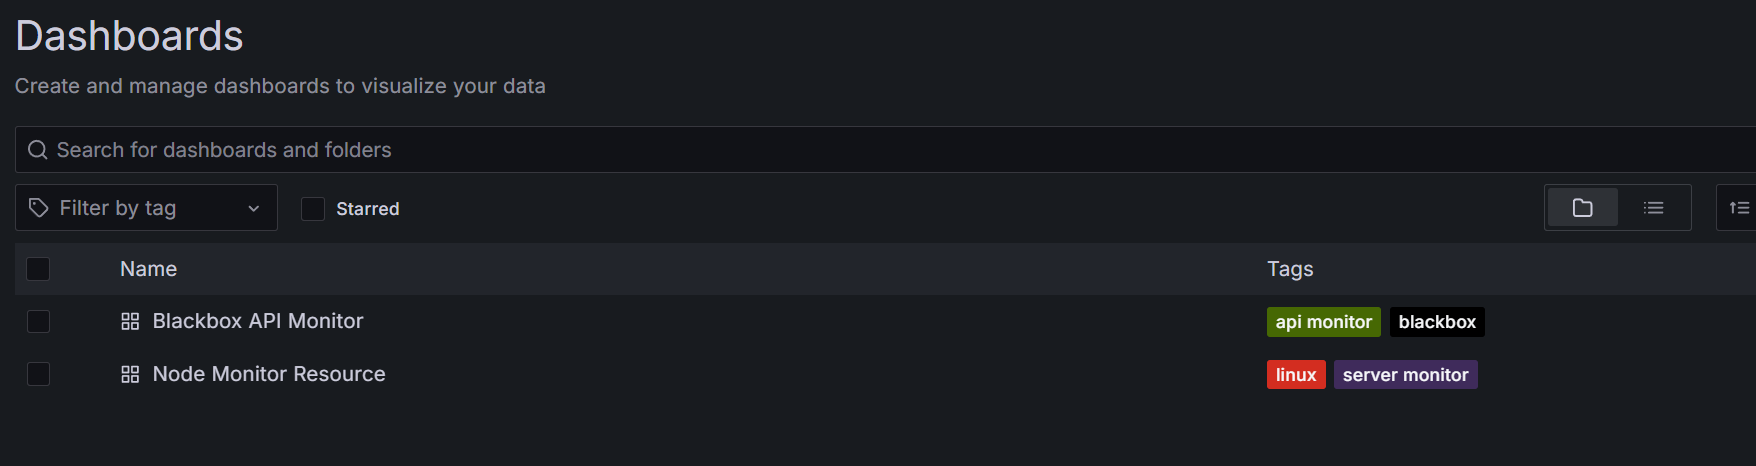 Dashboards
Create and manage dashboards to visualize your data
Search for dashboards and folders
Filter by tag Starred
Name Tags
Blackbox API Monitor api monitor blackbox
Node Monitor Resource linux server monitor